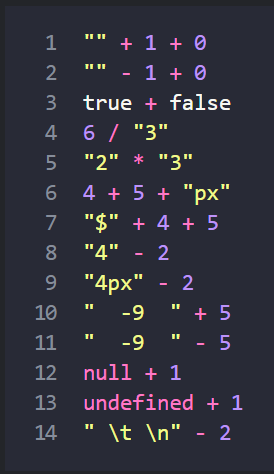 1 "" + 1 + 0
2 "" - 1 + 0
3 true + false
4 6 / "3"
5 "2" * "3"
6 4 + 5 + "px"
7 "$" + 4 + 5
8 "4" - 2
9 "4px" - 2
10 "  -9  " + 5
11 "  -9  " - 5
12 null + 1
13 undefined + 1
14 " \t \n" - 2